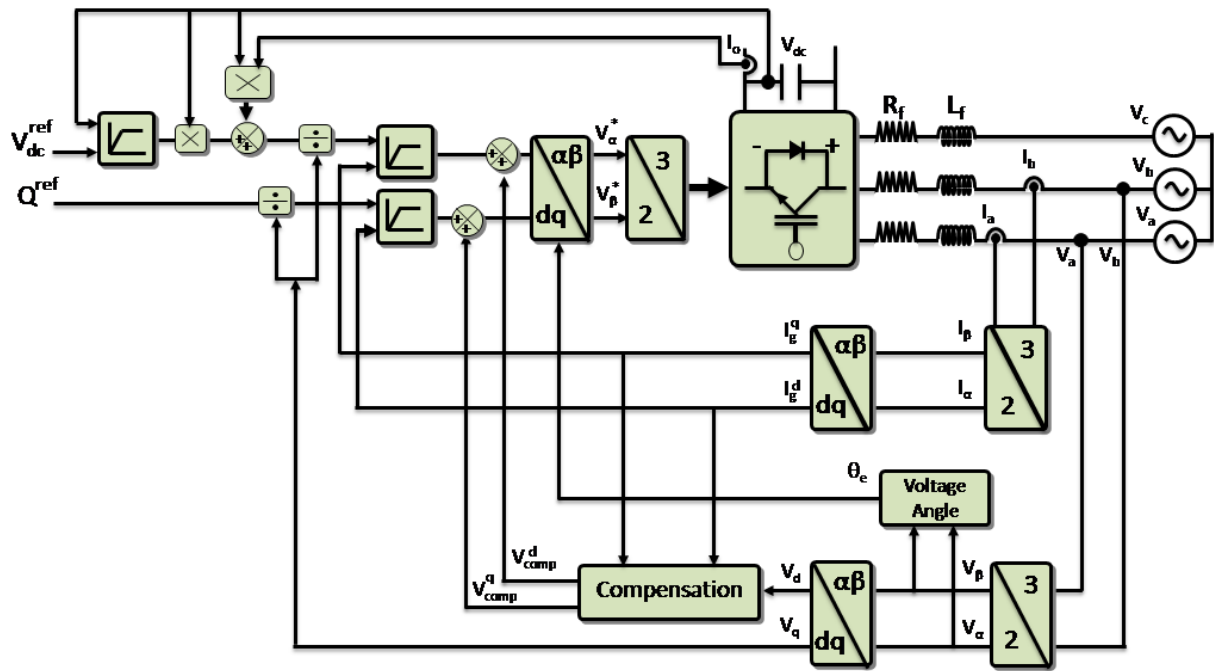 I_o
V_dc
R_f
L_f
V_c
×
V_dc^ref
×
+
+
÷
+
+
αβ
dq
V_α^*
V_β^*
3
2
-
+
I_b
V_b
Q^ref
÷
+
+
I_a
V_a
V_a
V_b
I_g^q
αβ
I_β
3
I_g^d
dq
I_α
2
θ_e
Voltage
Angle
V_comp^d
V_comp^q
Compensation
V_d
αβ
V_β
3
V_q
dq
V_α
2